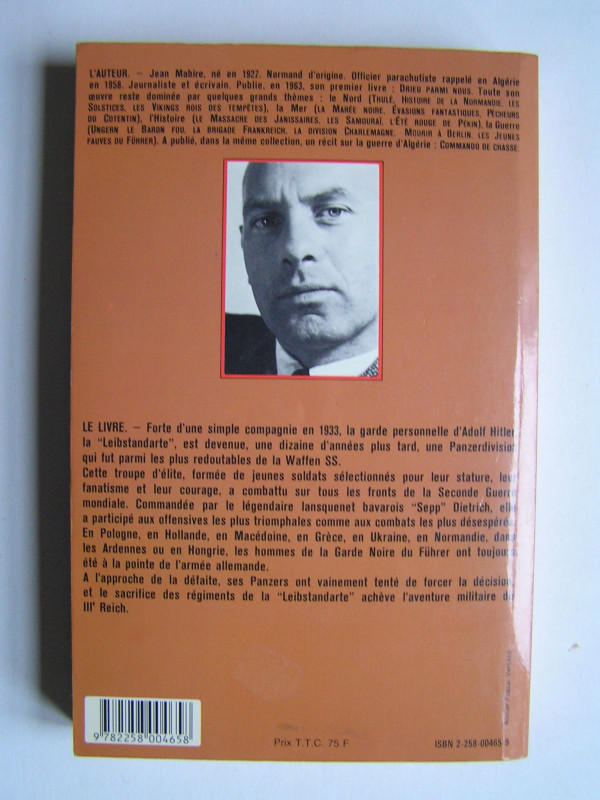 L'AUTEUR. — Jean Mabire, né en 1927. Normand d'origine. Officier parachutiste rappelé en Algérie
en 1958. Journaliste et écrivain. Publie, en 1963, son premier livre : DRIEU PARMI NOUS. Toute son
œuvre reste dominée par quelques grands thèmes : le Nord (THULÉ, HISTOIRE DE LA NORMANDIE, LES
SOLSTICES, LES VIKINGS ROIS DES TEMPÊTES), la Mer (LA MARÉE NOIRE, ÉVASIONS FANTASTIQUES, PÊCHEURS
DU COTENTIN), l'Histoire (LE MASSACRE DES JANISSAIRES, LES SAMOURAÏ, L'ÉTÉ ROUGE DE PÉKIN), la Guerre
(UNGERN LE BARON FOU, LA BRIGADE FRANKREICH, LA DIVISION CHARLEMAGNE, MOURIR À BERLIN, LES JEUNES
FAUVES DU FÜHRER). A publié, dans la même collection, un récit sur la guerre d'Algérie : COMMANDO DE CHASSE.
LE LIVRE. — Forte d'une simple compagnie en 1933, la garde personnelle d'Adolf Hitler,
la "Leibstandarte", est devenue, une dizaine d'années plus tard, une Panzerdivision
qui fut parmi les plus redoutables de la Waffen SS.
Cette troupe d'élite, formée de jeunes soldats sélectionnés pour leur stature, leur
fanatisme et leur courage, a combattu sur tous les fronts de la Seconde Guerre
mondiale. Commandée par le légendaire lansquenet bavarois "Sepp" Dietrich, elle
a participé aux offensives les plus triomphales comme aux combats les plus désespérés.
En Pologne, en Hollande, en Macédoine, en Grèce, en Ukraine, en Normandie, dans
les Ardennes ou en Hongrie, les hommes de la Garde Noire du Führer ont toujours
été à la pointe de l'armée allemande.
A l'approche de la défaite, ses Panzers ont vainement tenté de forcer la décision,
et le sacrifice des régiments de la "Leibstandarte" achève l'aventure militaire du
IIIe Reich.
9 782258 004658
Prix T.T.C. 75 F
ISBN 2-258-00465-9